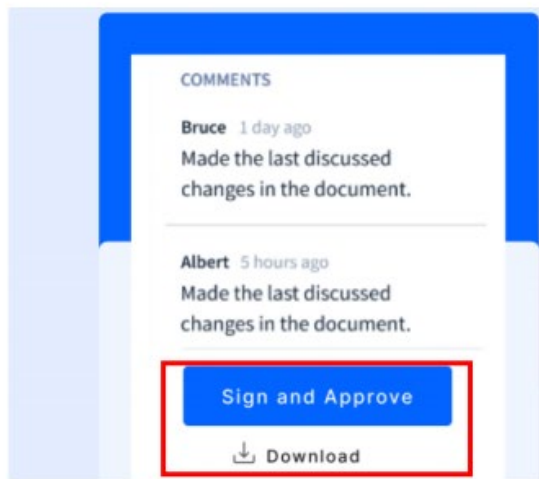 COMMENTS
Bruce 1 day ago
Made the last discussed
changes in the document.
Albert 5 hours ago
Made the last discussed
changes in the document.
Sign and Approve
Download